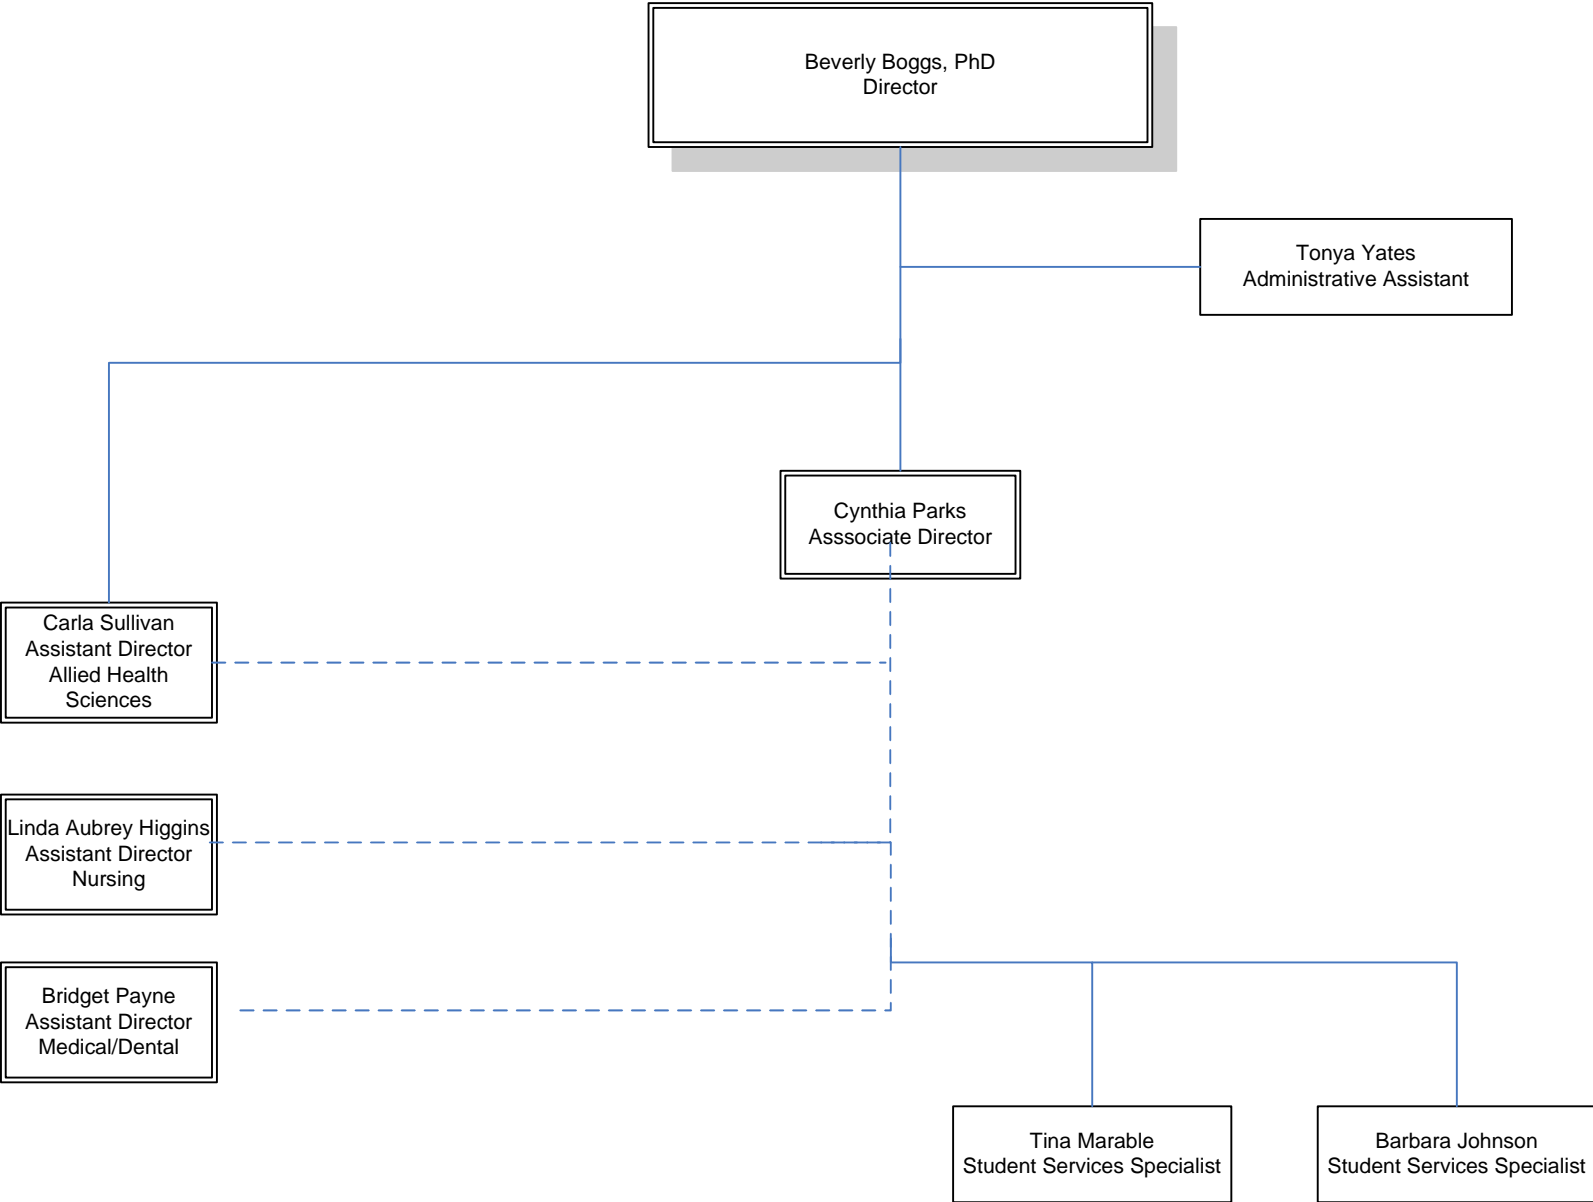 Beverly Boggs, PhD
Director
Tonya Yates
Administrative Assistant
Cynthia Parks
Asssociate Director
Carla Sullivan
Assistant Director
Allied Health
Sciences
Linda Aubrey Higgins
Assistant Director
Nursing
Bridget Payne
Assistant Director
Medical/Dental
Tina Marable
Student Services Specialist
Barbara Johnson
Student Services Specialist